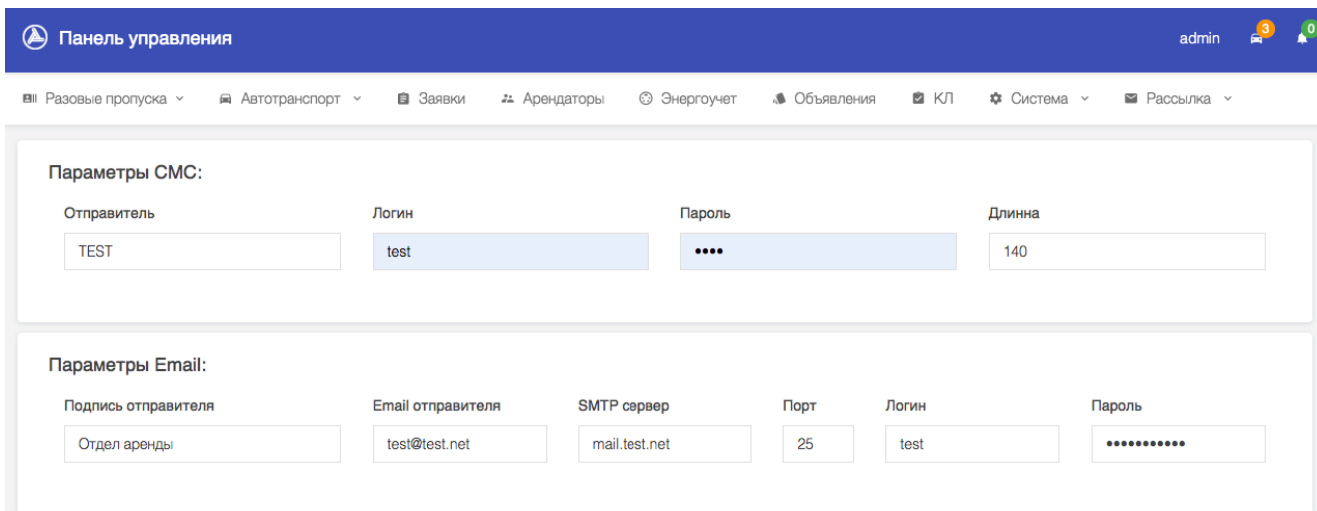 Панель управления admin 3 0
Разовые пропуска Автотранспорт Заявки Арендаторы Энергоучет Объявления КЛ Система Рассылка
Параметры СМС:
Отправитель Логин Пароль Длинна
TEST test •••• 140
Параметры Email:
Подпись отправителя Email отправителя SMTP сервер Порт Логин Пароль
Отдел аренды test@test.net mail.test.net 25 test •••••••••••